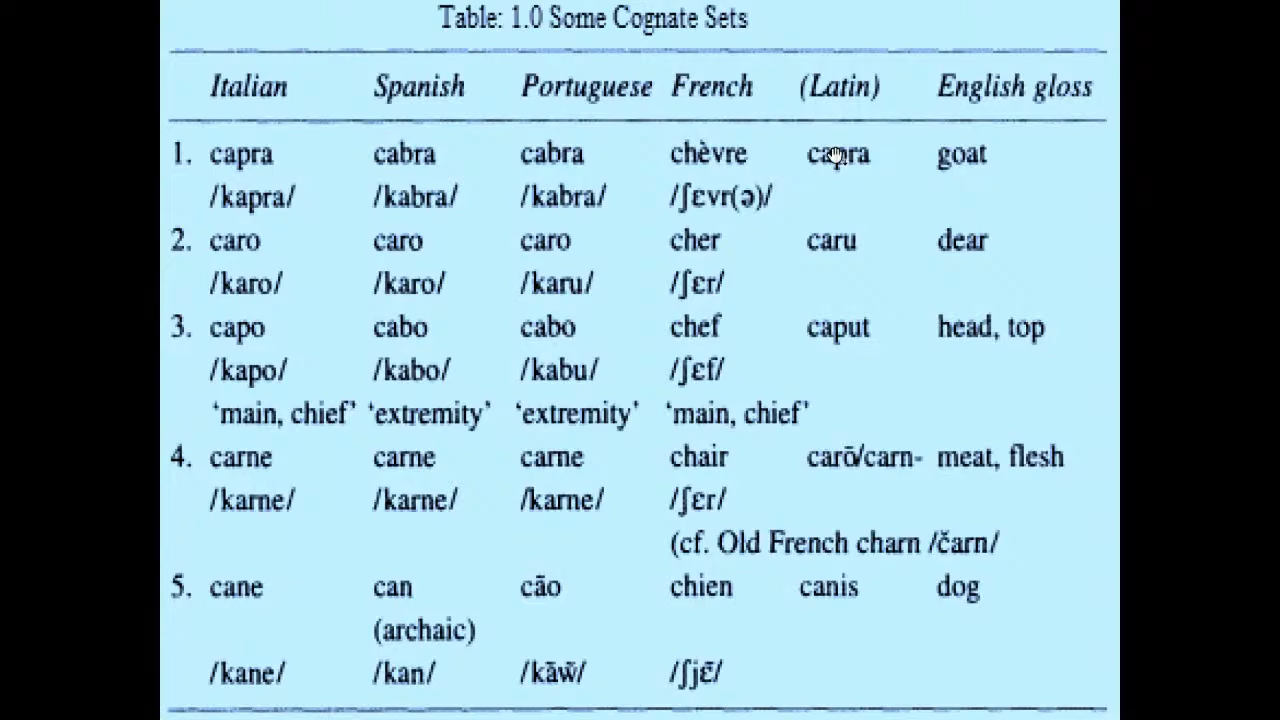 Table: 1.0 Some Cognate Sets
Italian Spanish Portuguese French (Latin) English gloss
1. capra cabra cabra chèvre capra goat
/kapra/ /kabra/ /kabra/ /ʃɛvr(ə)/
2. caro caro caro cher caru dear
/karo/ /karo/ /karu/ /ʃɛr/
3. capo cabo cabo chef caput head, top
/kapo/ /kabo/ /kabu/ /ʃɛf/
‘main, chief’ ‘extremity’ ‘extremity’ ‘main, chief’
4. carne carne carne chair carō/carn- meat, flesh
/karne/ /karne/ /karne/ /ʃɛr/
(cf. Old French charn /čarn/
5. cane can cão chien canis dog
(archaic)
/kane/ /kan/ /kãw̃/ /ʃjɛ̃/